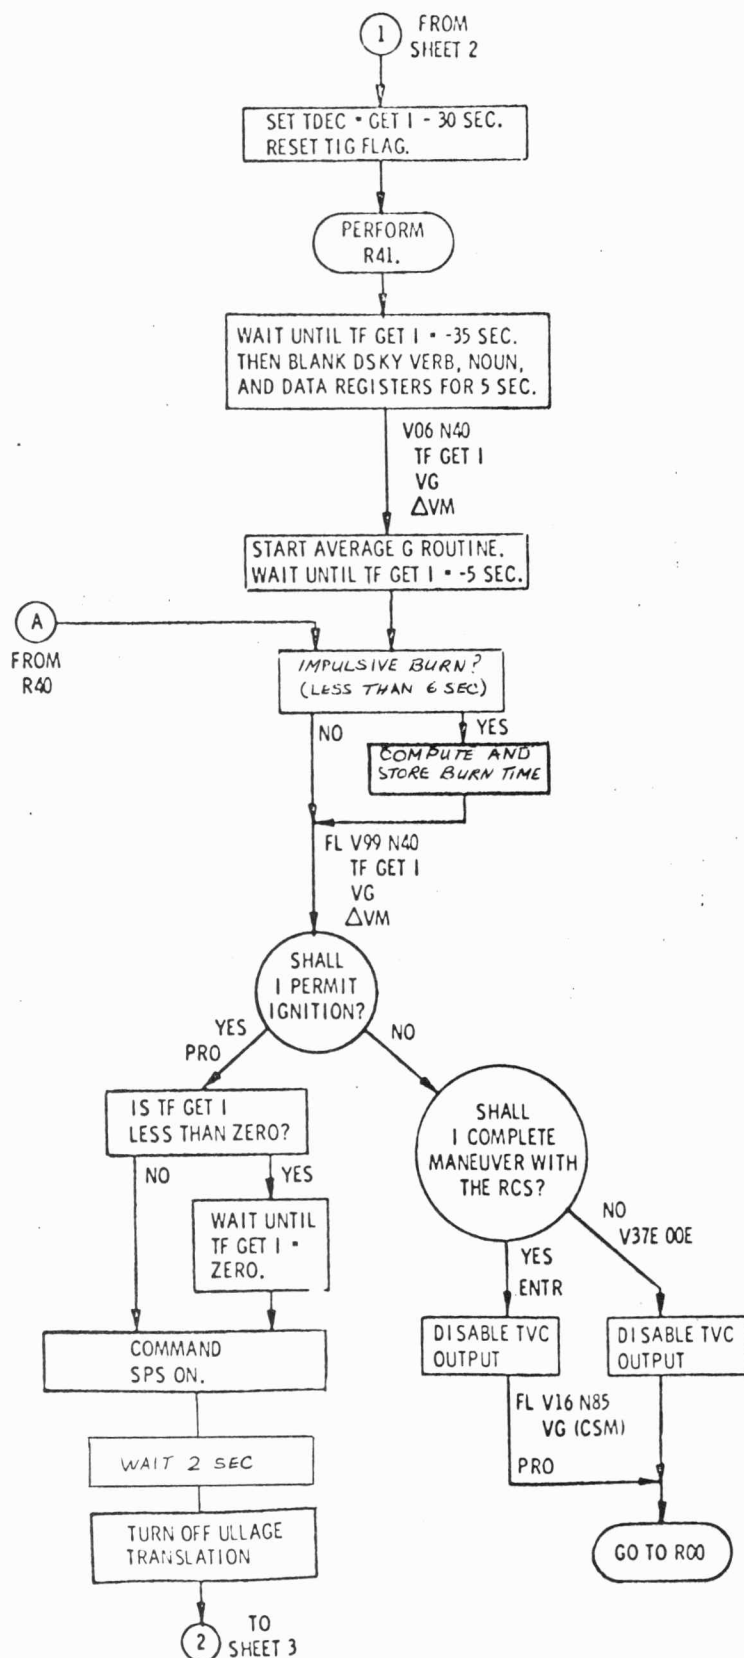 1
FROM
SHEET 2
SET TDEC = GET I - 30 SEC.
RESET TIG FLAG.
PERFORM
R41.
WAIT UNTIL TF GET I = -35 SEC.
THEN BLANK DSKY VERB, NOUN,
AND DATA REGISTERS FOR 5 SEC.
V06 N40
TF GET I
VG
△VM
START AVERAGE G ROUTINE.
WAIT UNTIL TF GET I = -5 SEC.
A
FROM
R40
IMPULSIVE BURN?
(LESS THAN 6 SEC)
NO
YES
COMPUTE AND
STORE BURN TIME
FL V99 N40
TF GET I
VG
△VM
SHALL
I PERMIT
IGNITION?
YES
PRO
NO
IS TF GET I
LESS THAN ZERO?
NO
YES
WAIT UNTIL
TF GET I =
ZERO.
COMMAND
SPS ON.
WAIT 2 SEC
TURN OFF ULLAGE
TRANSLATION
2
TO
SHEET 3
SHALL
I COMPLETE
MANEUVER WITH
THE RCS?
YES
ENTR
NO
V37E 00E
DISABLE TVC
OUTPUT
DISABLE TVC
OUTPUT
FL V16 N85
VG (CSM)
PRO
GO TO R00